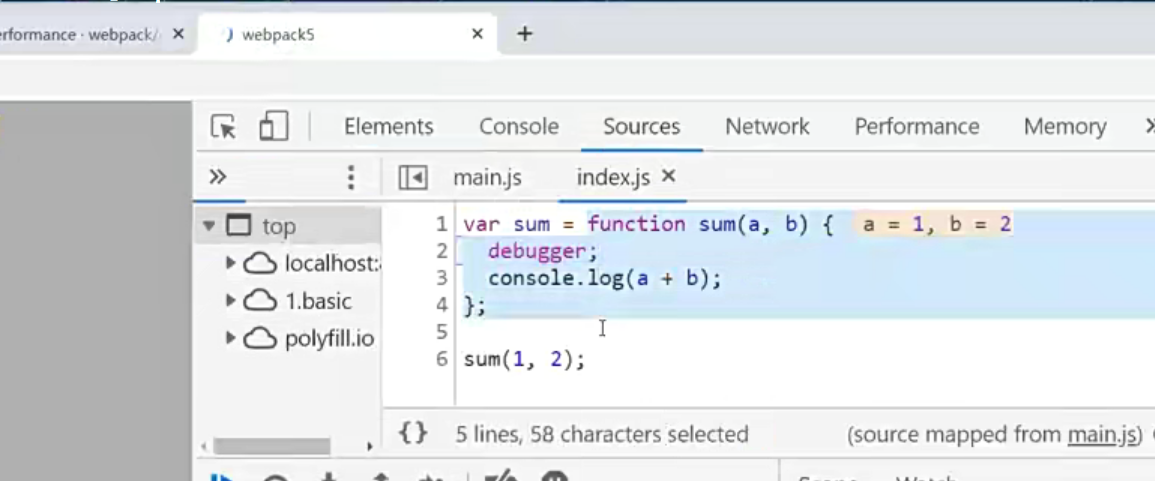 erformance · webpack/
webpack5
Elements Console Sources Network Performance Memory
main.js index.js
top
localhost:
1.basic
polyfill.io
1 var sum = function sum(a, b) { a = 1, b = 2
2 debugger;
3 console.log(a + b);
4 };
5
6 sum(1, 2);
{} 5 lines, 58 characters selected (source mapped from main.js)